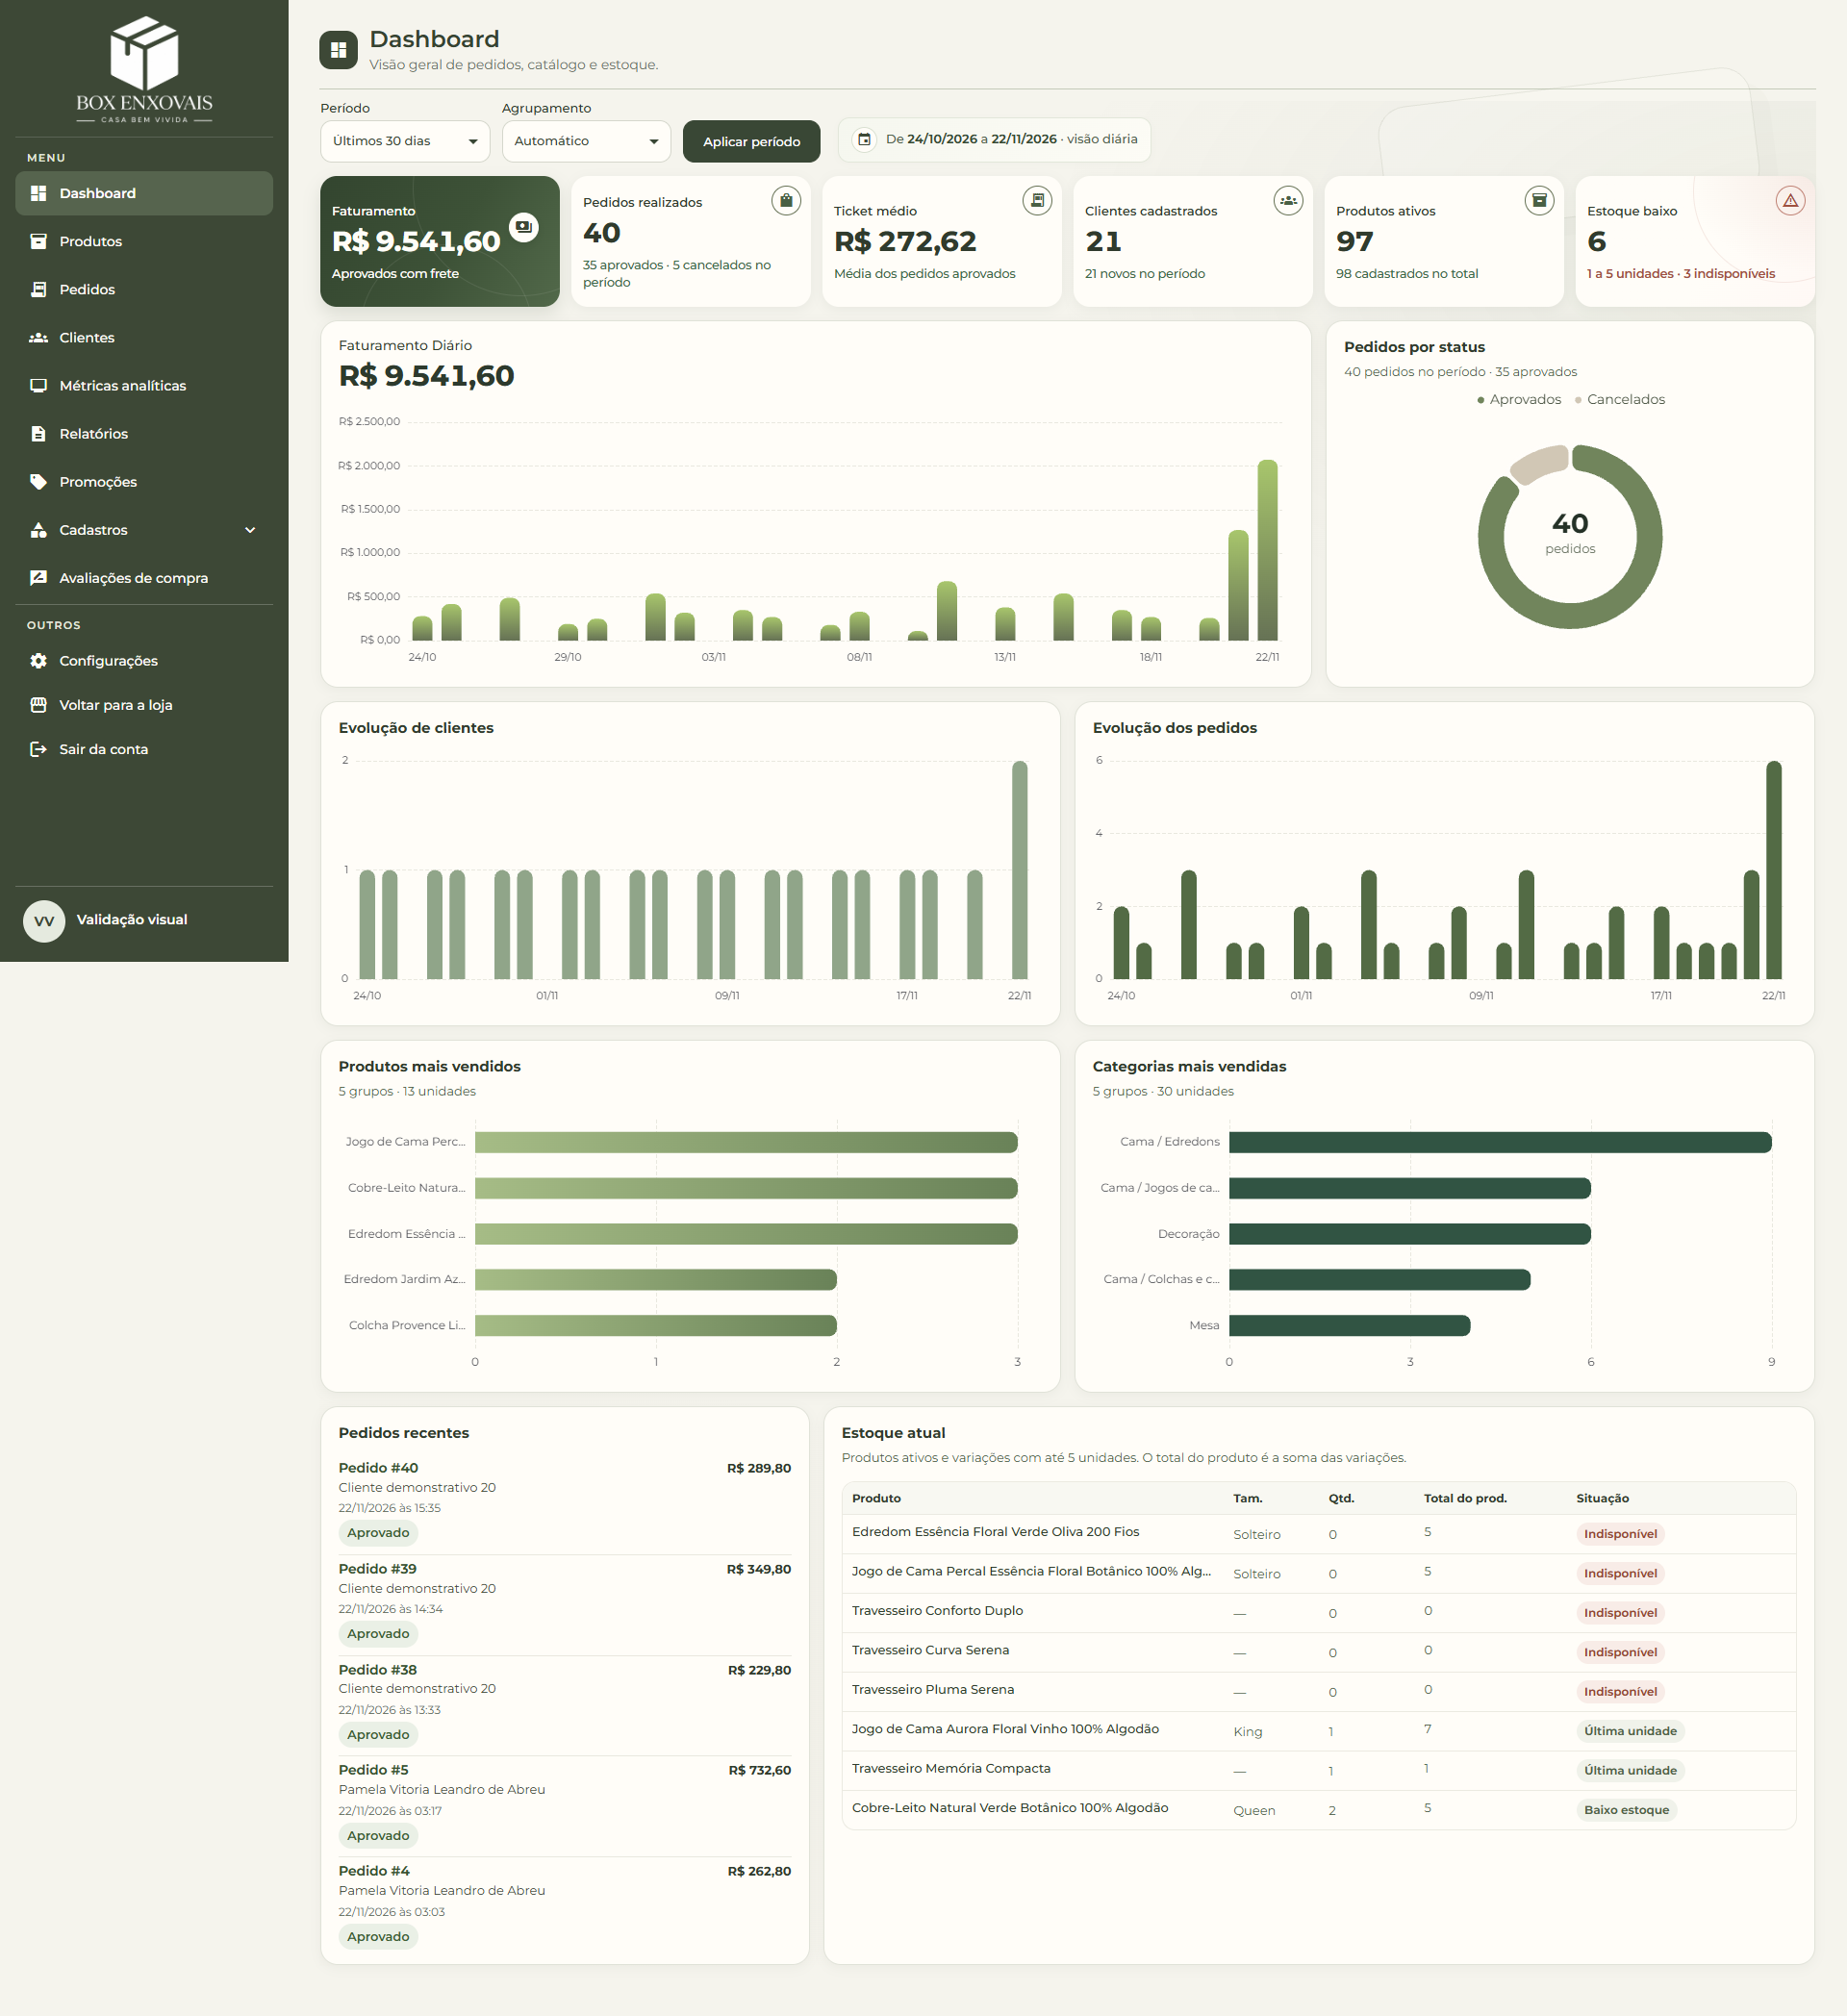 BOX ENXOVAIS
CASA BEM VIVIDA
MENU
Dashboard
Produtos
Pedidos
Clientes
Métricas analíticas
Relatórios
Promoções
Cadastros
Avaliações de compra
OUTROS
Configurações
Voltar para a loja
Sair da conta
VV Validação visual
Dashboard
Visão geral de pedidos, catálogo e estoque.
Período
Agrupamento
Últimos 30 dias
Automático
Aplicar período
De 24/10/2026 a 22/11/2026 · visão diária
Faturamento
R$ 9.541,60
Aprovados com frete
Pedidos realizados
40
35 aprovados · 5 cancelados no
período
Ticket médio
R$ 272,62
Média dos pedidos aprovados
Clientes cadastrados
21
21 novos no período
Produtos ativos
97
98 cadastrados no total
Estoque baixo
6
1 a 5 unidades · 3 indisponíveis
Faturamento Diário
R$ 9.541,60
R$ 2.500,00
R$ 2.000,00
R$ 1.500,00
R$ 1.000,00
R$ 500,00
R$ 0,00
24/10 29/10 03/11 08/11 13/11 18/11 22/11
Pedidos por status
40 pedidos no período · 35 aprovados
Aprovados Cancelados
40
pedidos
Evolução de clientes
2
1
0
24/10 01/11 09/11 17/11 22/11
Evolução dos pedidos
6
4
2
0
24/10 01/11 09/11 17/11 22/11
Produtos mais vendidos
5 grupos · 13 unidades
Jogo de Cama Perc...
Cobre-Leito Natura...
Edredom Essência ...
Edredom Jardim Az...
Colcha Provence Li...
0 1 2 3
Categorias mais vendidas
5 grupos · 30 unidades
Cama / Edredons
Cama / Jogos de ca...
Decoração
Cama / Colchas e c...
Mesa
0 3 6 9
Pedidos recentes
Pedido #40 R$ 289,80
Cliente demonstrativo 20
22/11/2026 às 15:35
Aprovado
Pedido #39 R$ 349,80
Cliente demonstrativo 20
22/11/2026 às 14:34
Aprovado
Pedido #38 R$ 229,80
Cliente demonstrativo 20
22/11/2026 às 13:33
Aprovado
Pedido #5 R$ 732,60
Pamela Vitoria Leandro de Abreu
22/11/2026 às 03:17
Aprovado
Pedido #4 R$ 262,80
Pamela Vitoria Leandro de Abreu
22/11/2026 às 03:03
Aprovado
Estoque atual
Produtos ativos e variações com até 5 unidades. O total do produto é a soma das variações.
Produto Tam. Qtd. Total do prod. Situação
Edredom Essência Floral Verde Oliva 200 Fios Solteiro 0 5 Indisponível
Jogo de Cama Percal Essência Floral Botânico 100% Alg... Solteiro 0 5 Indisponível
Travesseiro Conforto Duplo — 0 0 Indisponível
Travesseiro Curva Serena — 0 0 Indisponível
Travesseiro Pluma Serena — 0 0 Indisponível
Jogo de Cama Aurora Floral Vinho 100% Algodão King 1 7 Última unidade
Travesseiro Memória Compacta — 1 1 Última unidade
Cobre-Leito Natural Verde Botânico 100% Algodão Queen 2 5 Baixo estoque